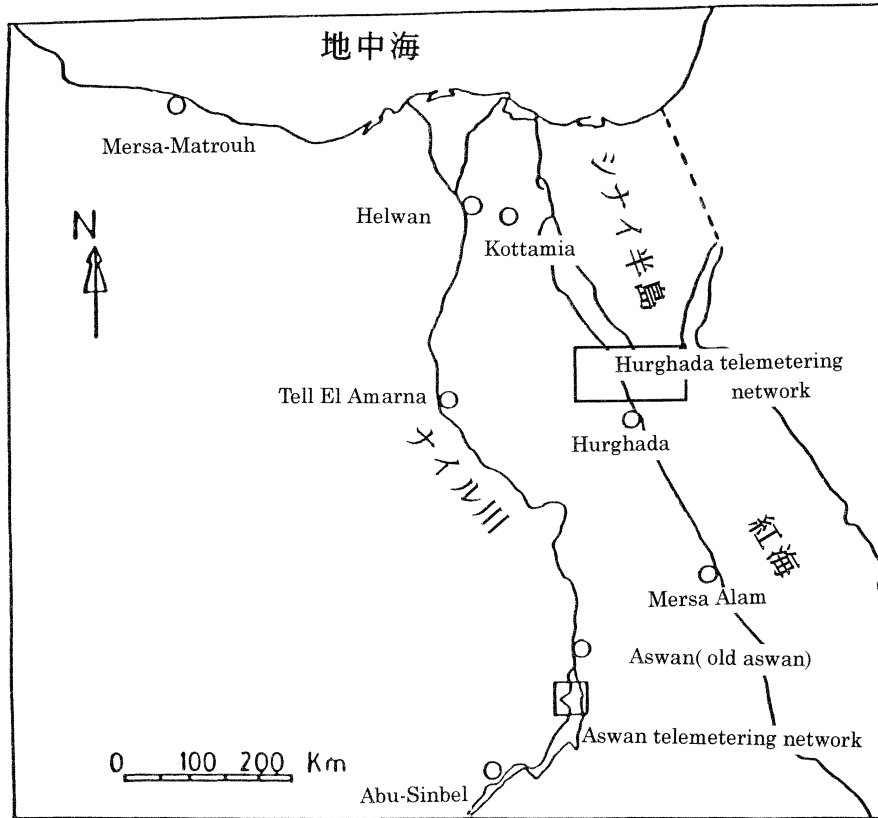 地中海
Mersa-Matrouh
シナイ半島
Helwan
N
Kottamia
Hurghada telemetering
network
Tell El Amarna
Hurghada
ナイル川
紅海
Mersa Alam
Aswan( old aswan)
Aswan telemetering network
0 100 200 Km
Abu-Sinbel